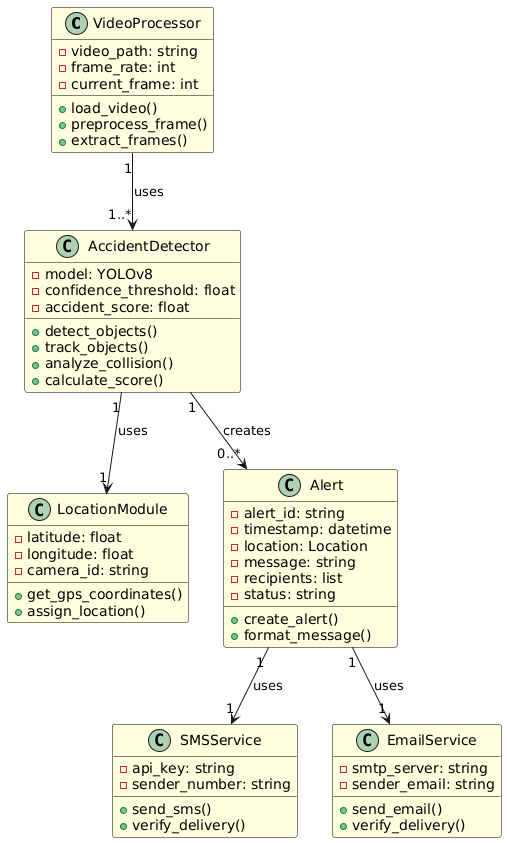 C VideoProcessor
video_path: string
frame_rate: int
current_frame: int
load_video()
preprocess_frame()
extract_frames()
1
uses
1..*
C AccidentDetector
model: YOLOv8
confidence_threshold: float
accident_score: float
detect_objects()
track_objects()
analyze_collision()
calculate_score()
1
1
uses
creates
1
0..*
C LocationModule
latitude: float
longitude: float
camera_id: string
get_gps_coordinates()
assign_location()
C Alert
alert_id: string
timestamp: datetime
location: Location
message: string
recipients: list
status: string
create_alert()
format_message()
1
1
uses
uses
1
1
C SMSService
api_key: string
sender_number: string
send_sms()
verify_delivery()
C EmailService
smtp_server: string
sender_email: string
send_email()
verify_delivery()